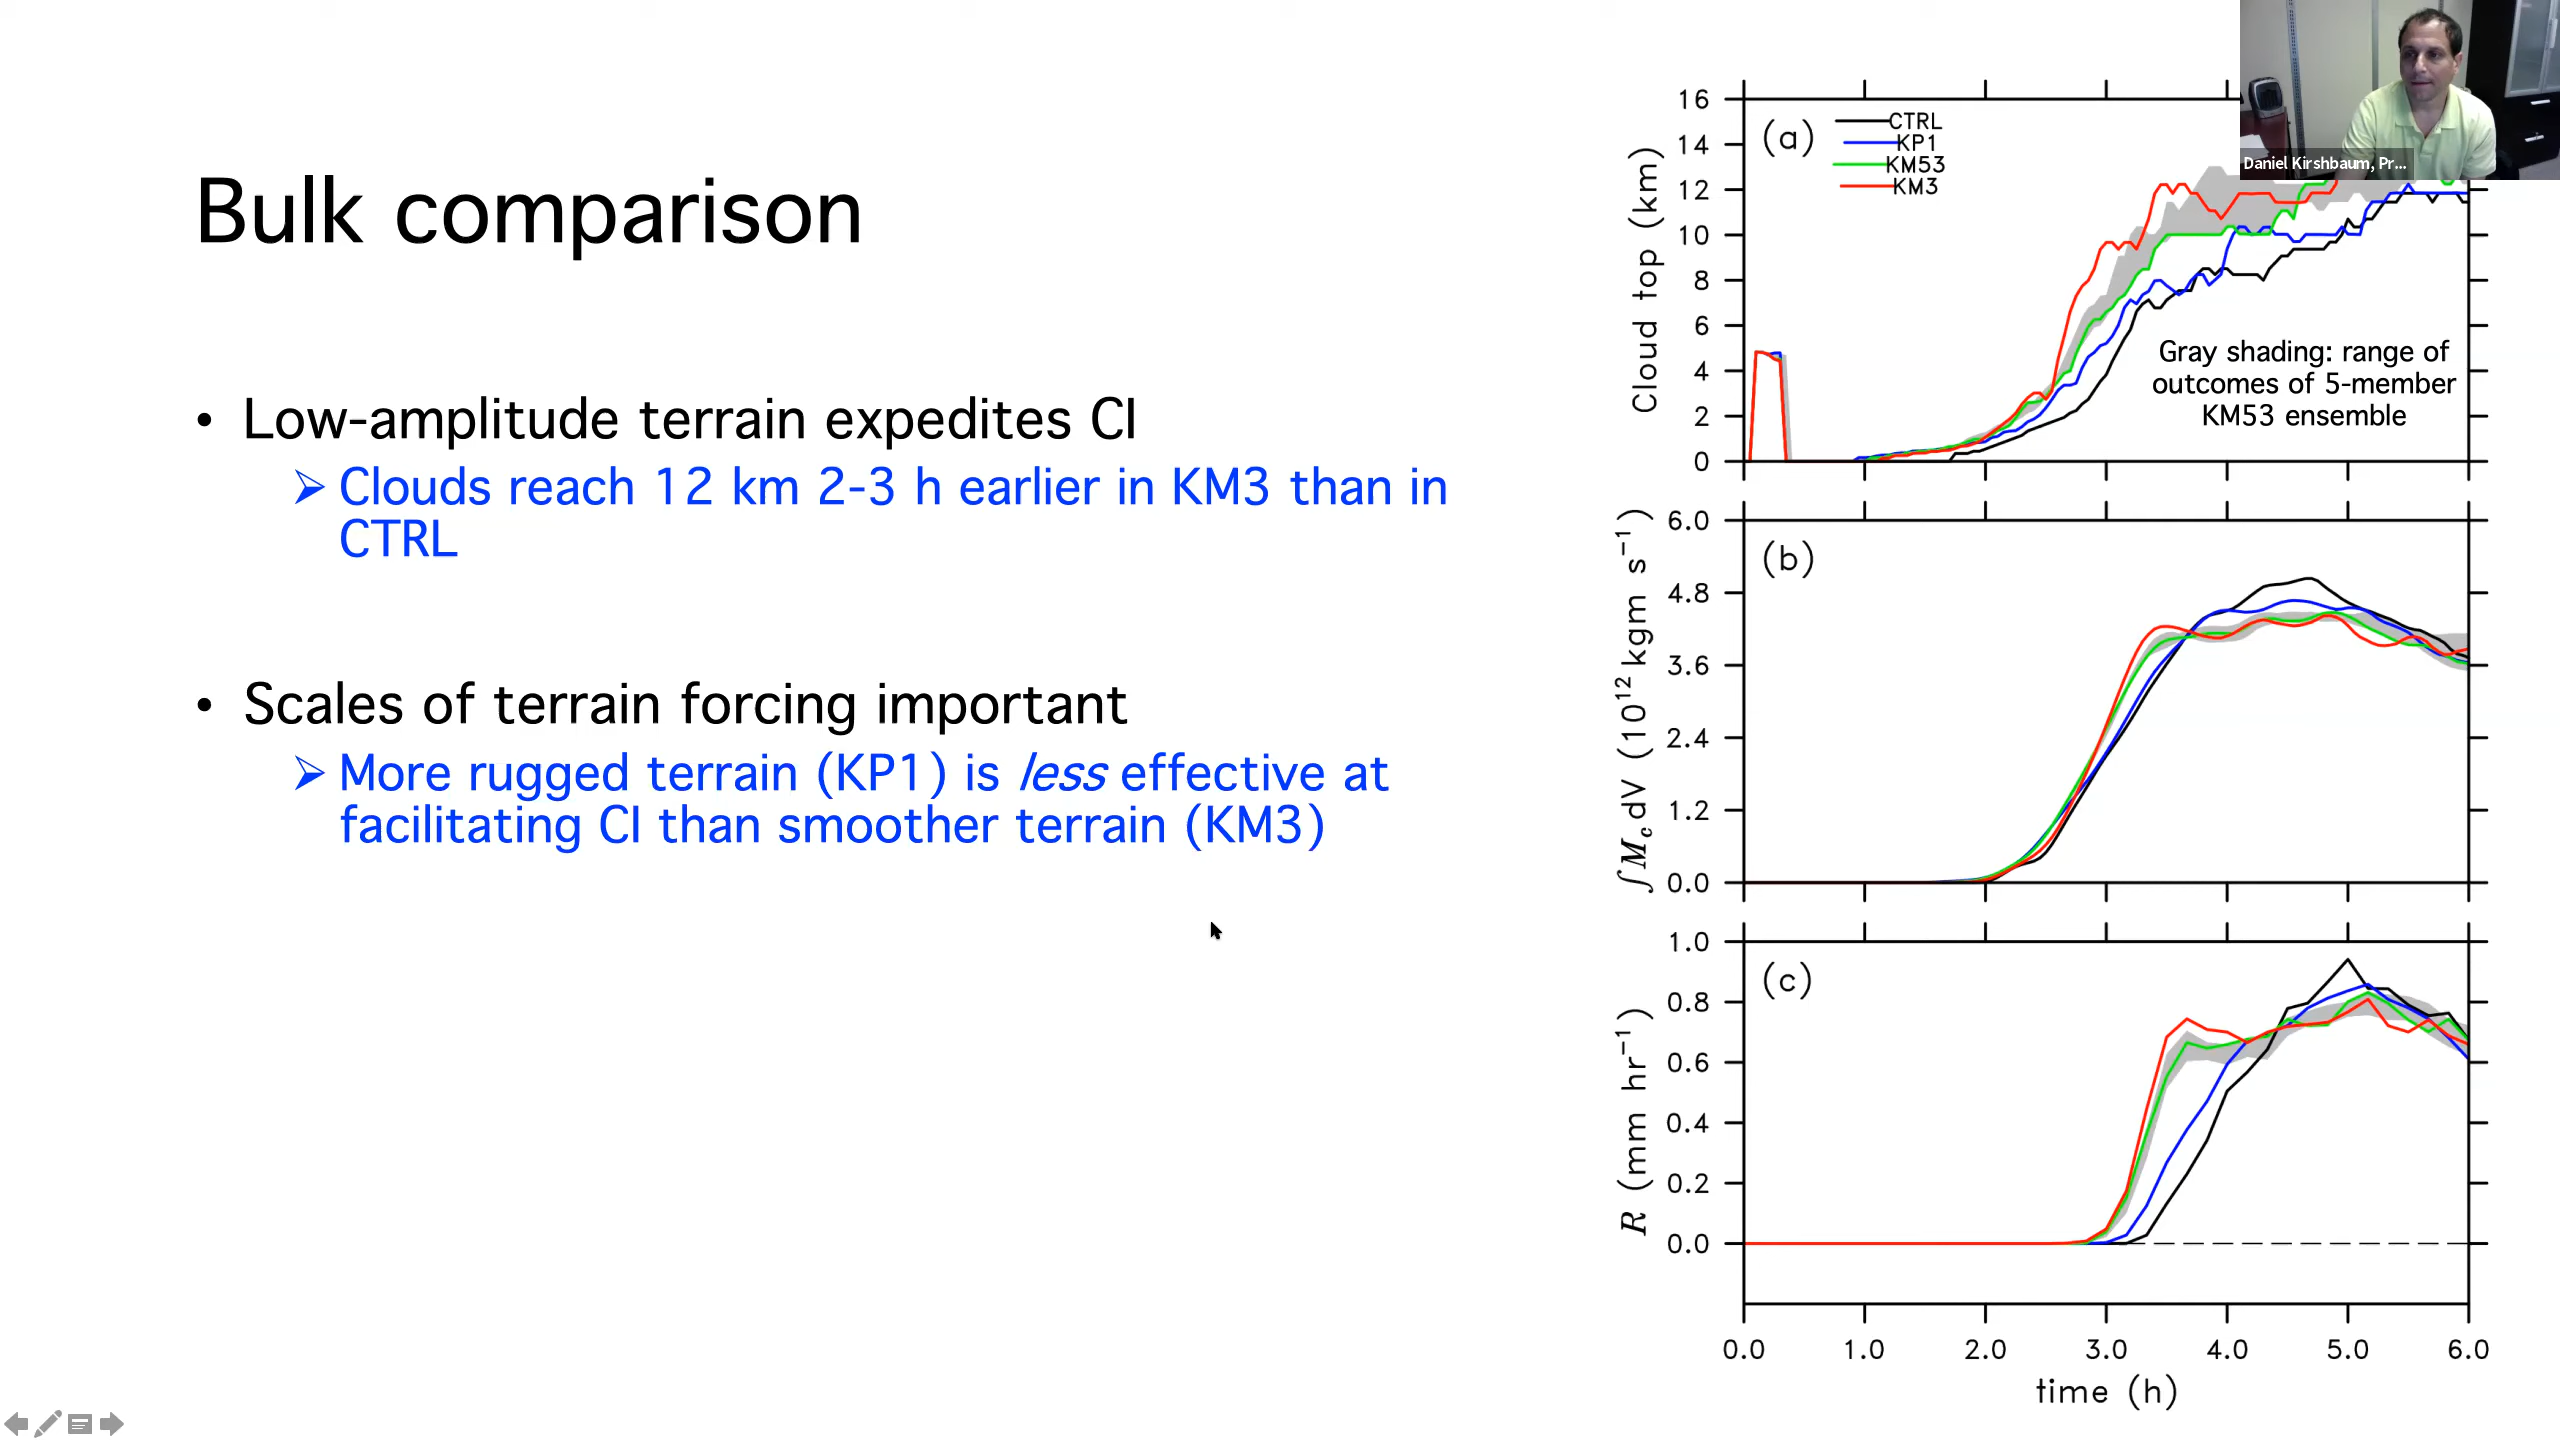 Bulk comparison
• Low-amplitude terrain expedites CI
➢ Clouds reach 12 km 2-3 h earlier in KM3 than in
CTRL
• Scales of terrain forcing important
➢ More rugged terrain (KP1) is less effective at
facilitating CI than smoother terrain (KM3)
Daniel Kirshbaum, Pr...
(a)
CTRL
KP1
KM53
KM3
Cloud top (km)
16
14
12
10
8
6
4
2
0
Gray shading: range of
outcomes of 5-member
KM53 ensemble
(b)
∫M_c dV (10^12 kgm s^-1)
6.0
4.8
3.6
2.4
1.2
0.0
(c)
R (mm hr^-1)
1.0
0.8
0.6
0.4
0.2
0.0
0.0 1.0 2.0 3.0 4.0 5.0 6.0
time (h)